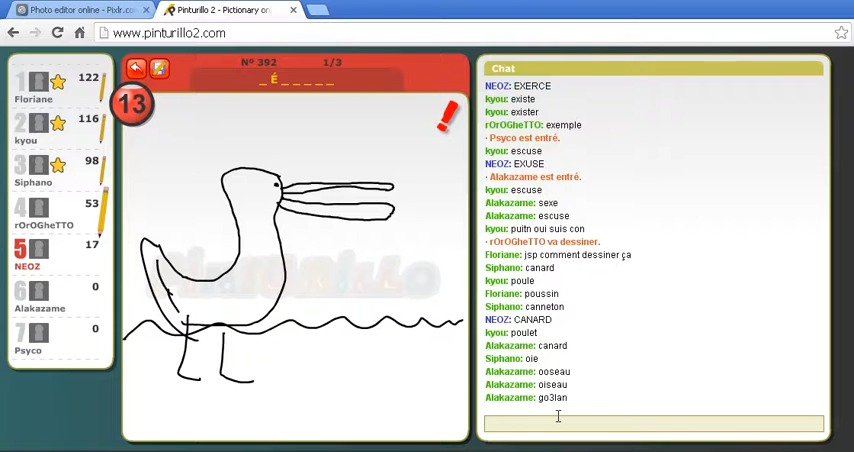 Photo editor online - Pixlr.co
Pinturillo 2 - Pictionary on
www.pinturillo2.com
1
122
Floriane
2
116
kyou
3
98
Siphano
4
53
rOrOGheTTO
5
17
NEOZ
6
0
Alakazame
7
0
Psyco
Nº 392
1/3
_ É _ _ _ _ _
13
Pinturillo
Chat
NEOZ: EXERCE
kyou: existe
kyou: exister
rOrOGheTTO: exemple
· Psyco est entré.
kyou: escuse
NEOZ: EXUSE
· Alakazame est entré.
kyou: escuse
Alakazame: sexe
Alakazame: escuse
kyou: puitn oui suis con
· rOrOGheTTO va dessiner.
Floriane: jsp comment dessiner ça
Siphano: canard
kyou: poule
Floriane: poussin
Siphano: canneton
NEOZ: CANARD
kyou: poulet
Alakazame: canard
Siphano: oie
Alakazame: ooseau
Alakazame: oiseau
Alakazame: go3lan